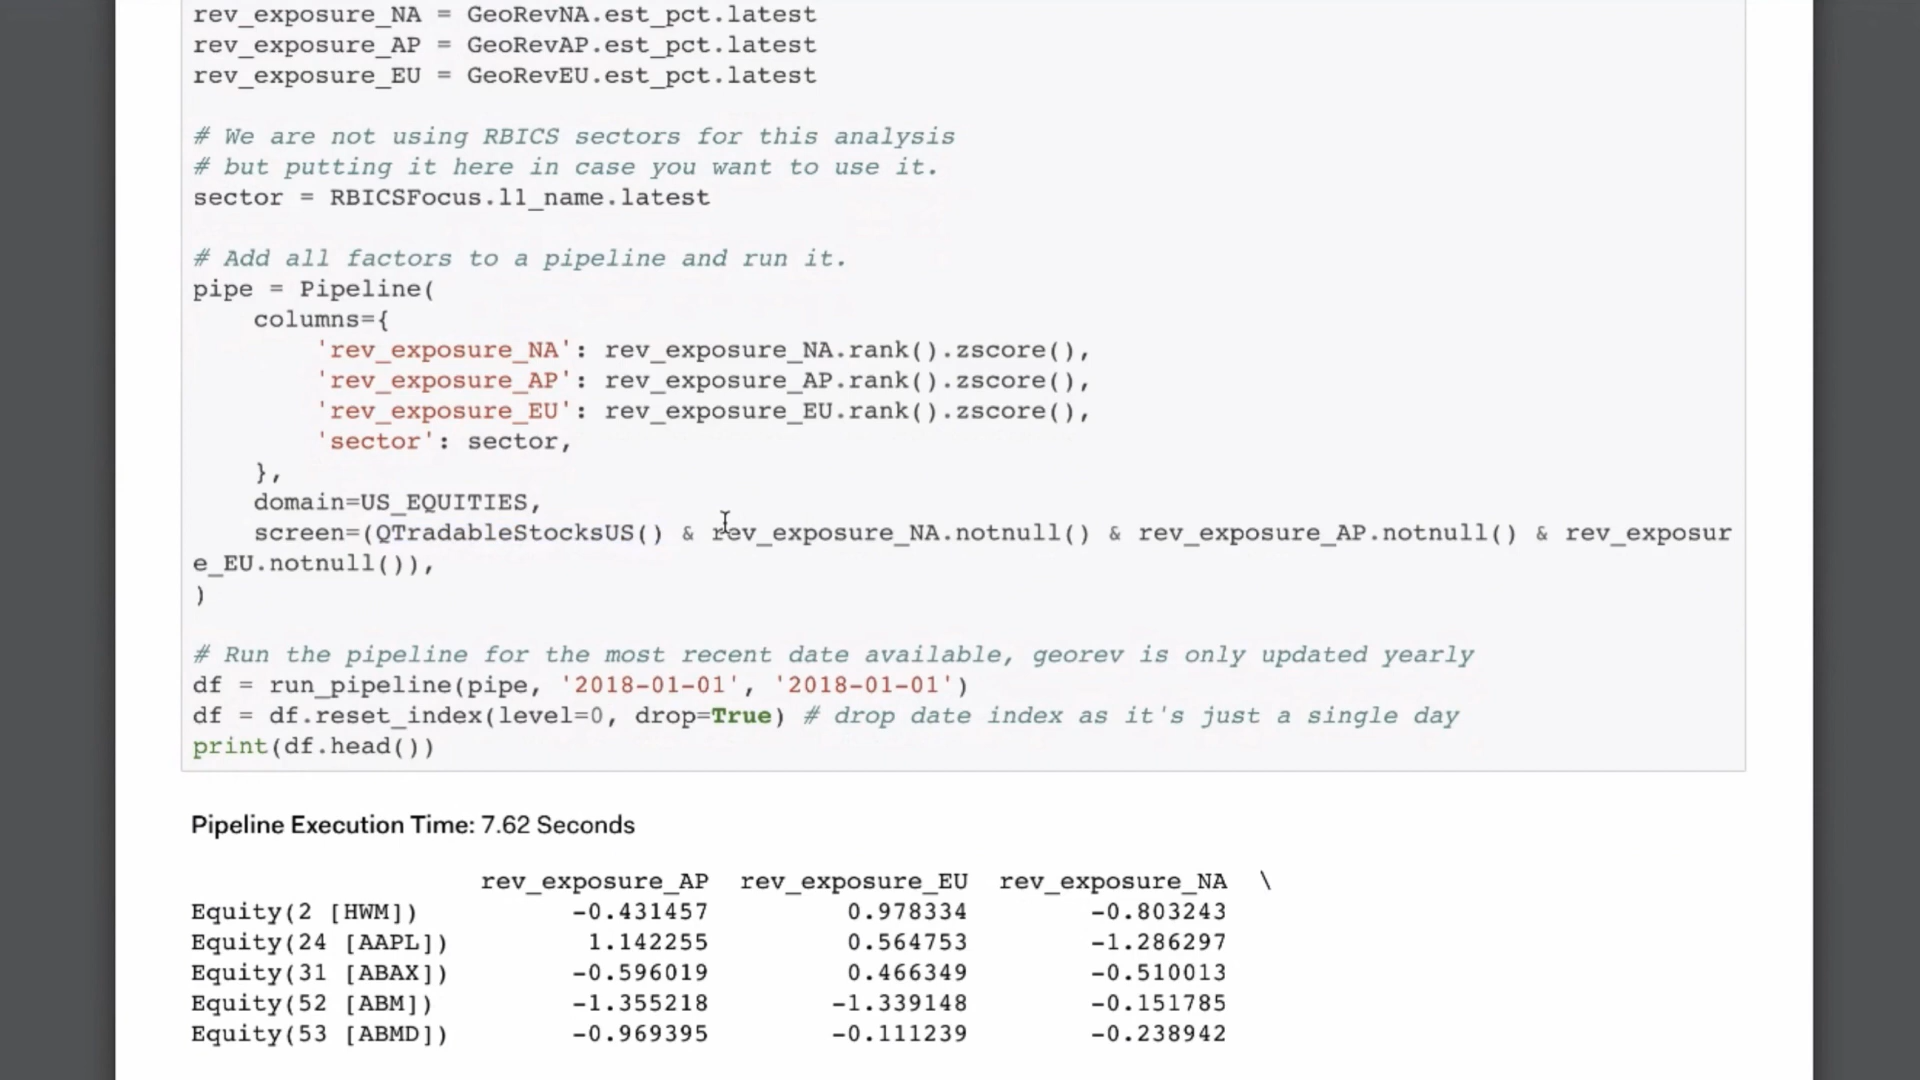 rev_exposure_NA = GeoRevNA.est_pct.latest
rev_exposure_AP = GeoRevAP.est_pct.latest
rev_exposure_EU = GeoRevEU.est_pct.latest
# We are not using RBICS sectors for this analysis
# but putting it here in case you want to use it.
sector = RBICSFocus.l1_name.latest
# Add all factors to a pipeline and run it.
pipe = Pipeline(
    columns={
        'rev_exposure_NA': rev_exposure_NA.rank().zscore(),
        'rev_exposure_AP': rev_exposure_AP.rank().zscore(),
        'rev_exposure_EU': rev_exposure_EU.rank().zscore(),
        'sector': sector,
    },
    domain=US_EQUITIES,
    screen=(QTradableStocksUS() & rev_exposure_NA.notnull() & rev_exposure_AP.notnull() & rev_exposur
e_EU.notnull()),
)
# Run the pipeline for the most recent date available, georev is only updated yearly
df = run_pipeline(pipe, '2018-01-01', '2018-01-01')
df = df.reset_index(level=0, drop=True) # drop date index as it's just a single day
print(df.head())
Pipeline Execution Time: 7.62 Seconds
rev_exposure_AP rev_exposure_EU rev_exposure_NA \
Equity(2 [HWM]) -0.431457 0.978334 -0.803243
Equity(24 [AAPL]) 1.142255 0.564753 -1.286297
Equity(31 [ABAX]) -0.596019 0.466349 -0.510013
Equity(52 [ABM]) -1.355218 -1.339148 -0.151785
Equity(53 [ABMD]) -0.969395 -0.111239 -0.238942